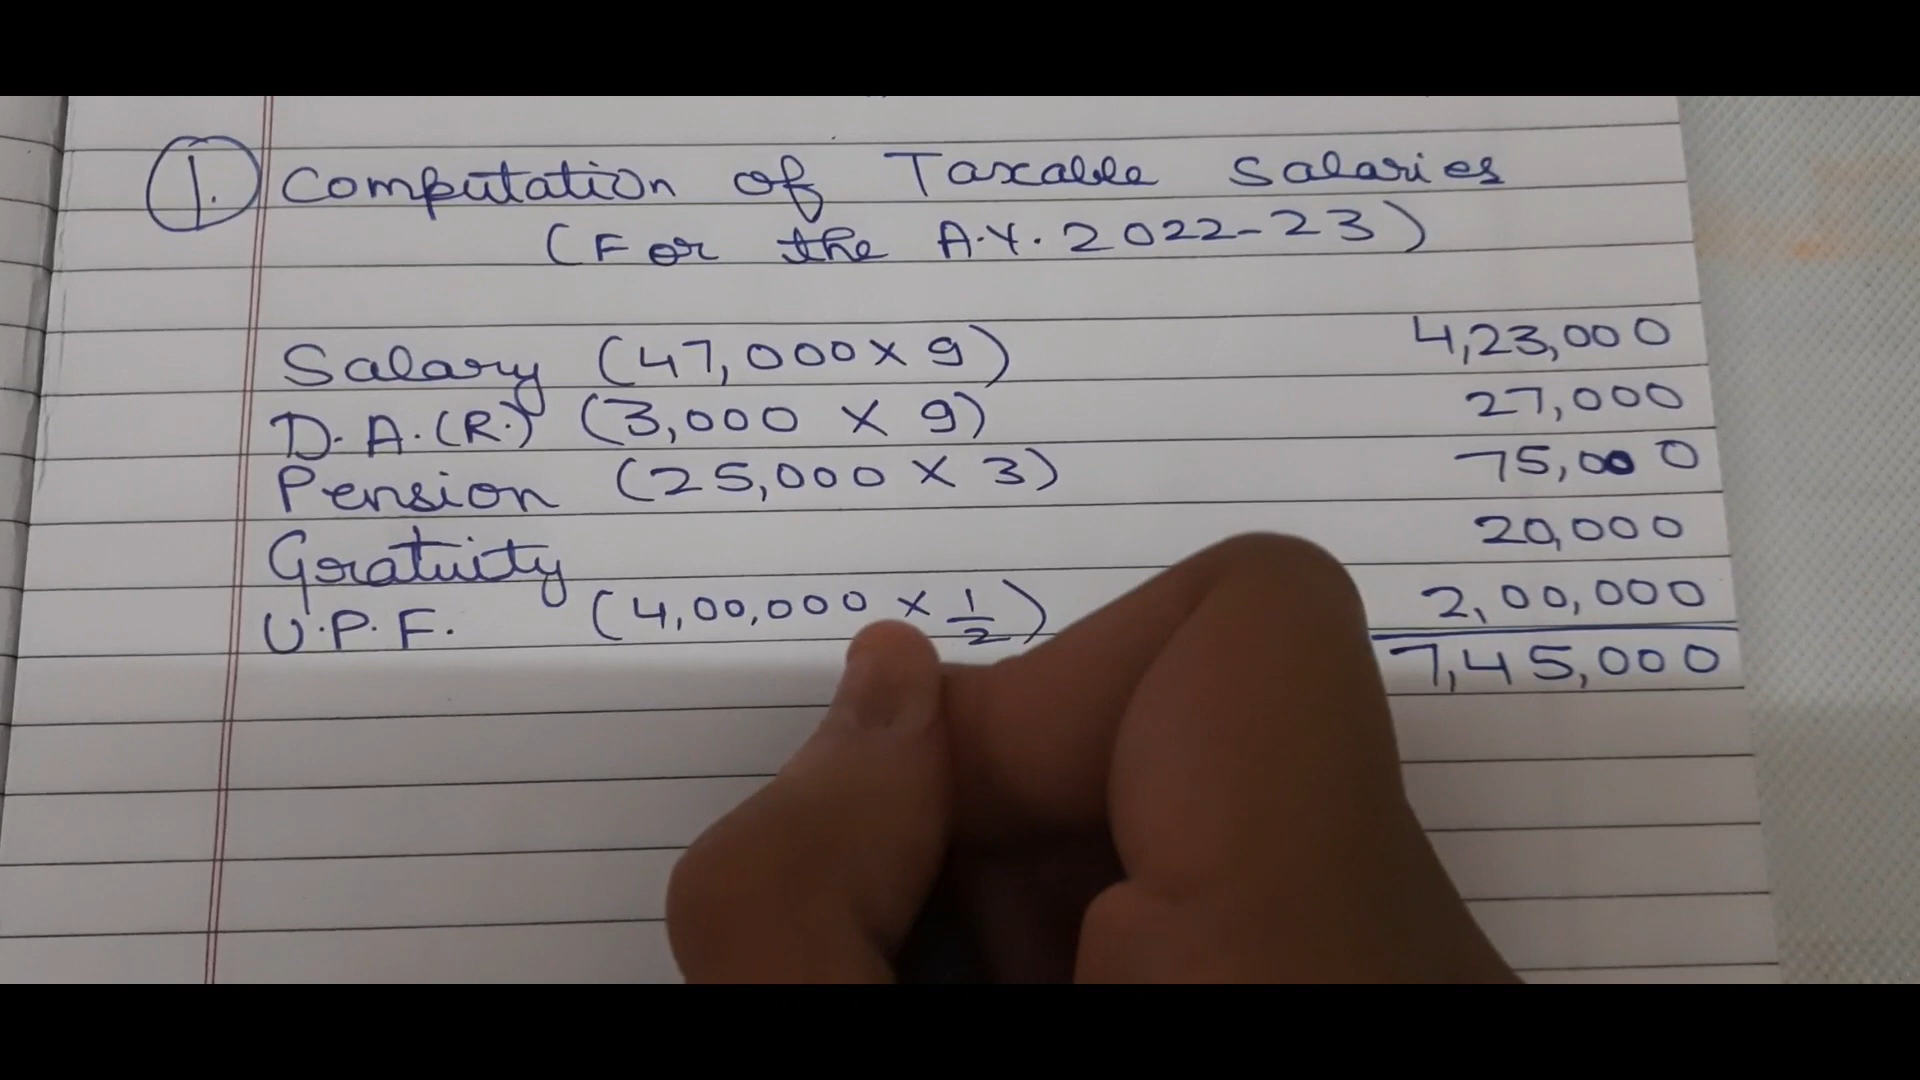 1. Computation of Taxable Salaries
(For the A.Y. 2022-23)
Salary (47,000 x 9) 4,23,000
D.A.(R.) (3,000 x 9) 27,000
Pension (25,000 x 3) 75,000
Gratuity 20,000
U.P.F. (4,00,000 x 1/2) 2,00,000
7,45,000